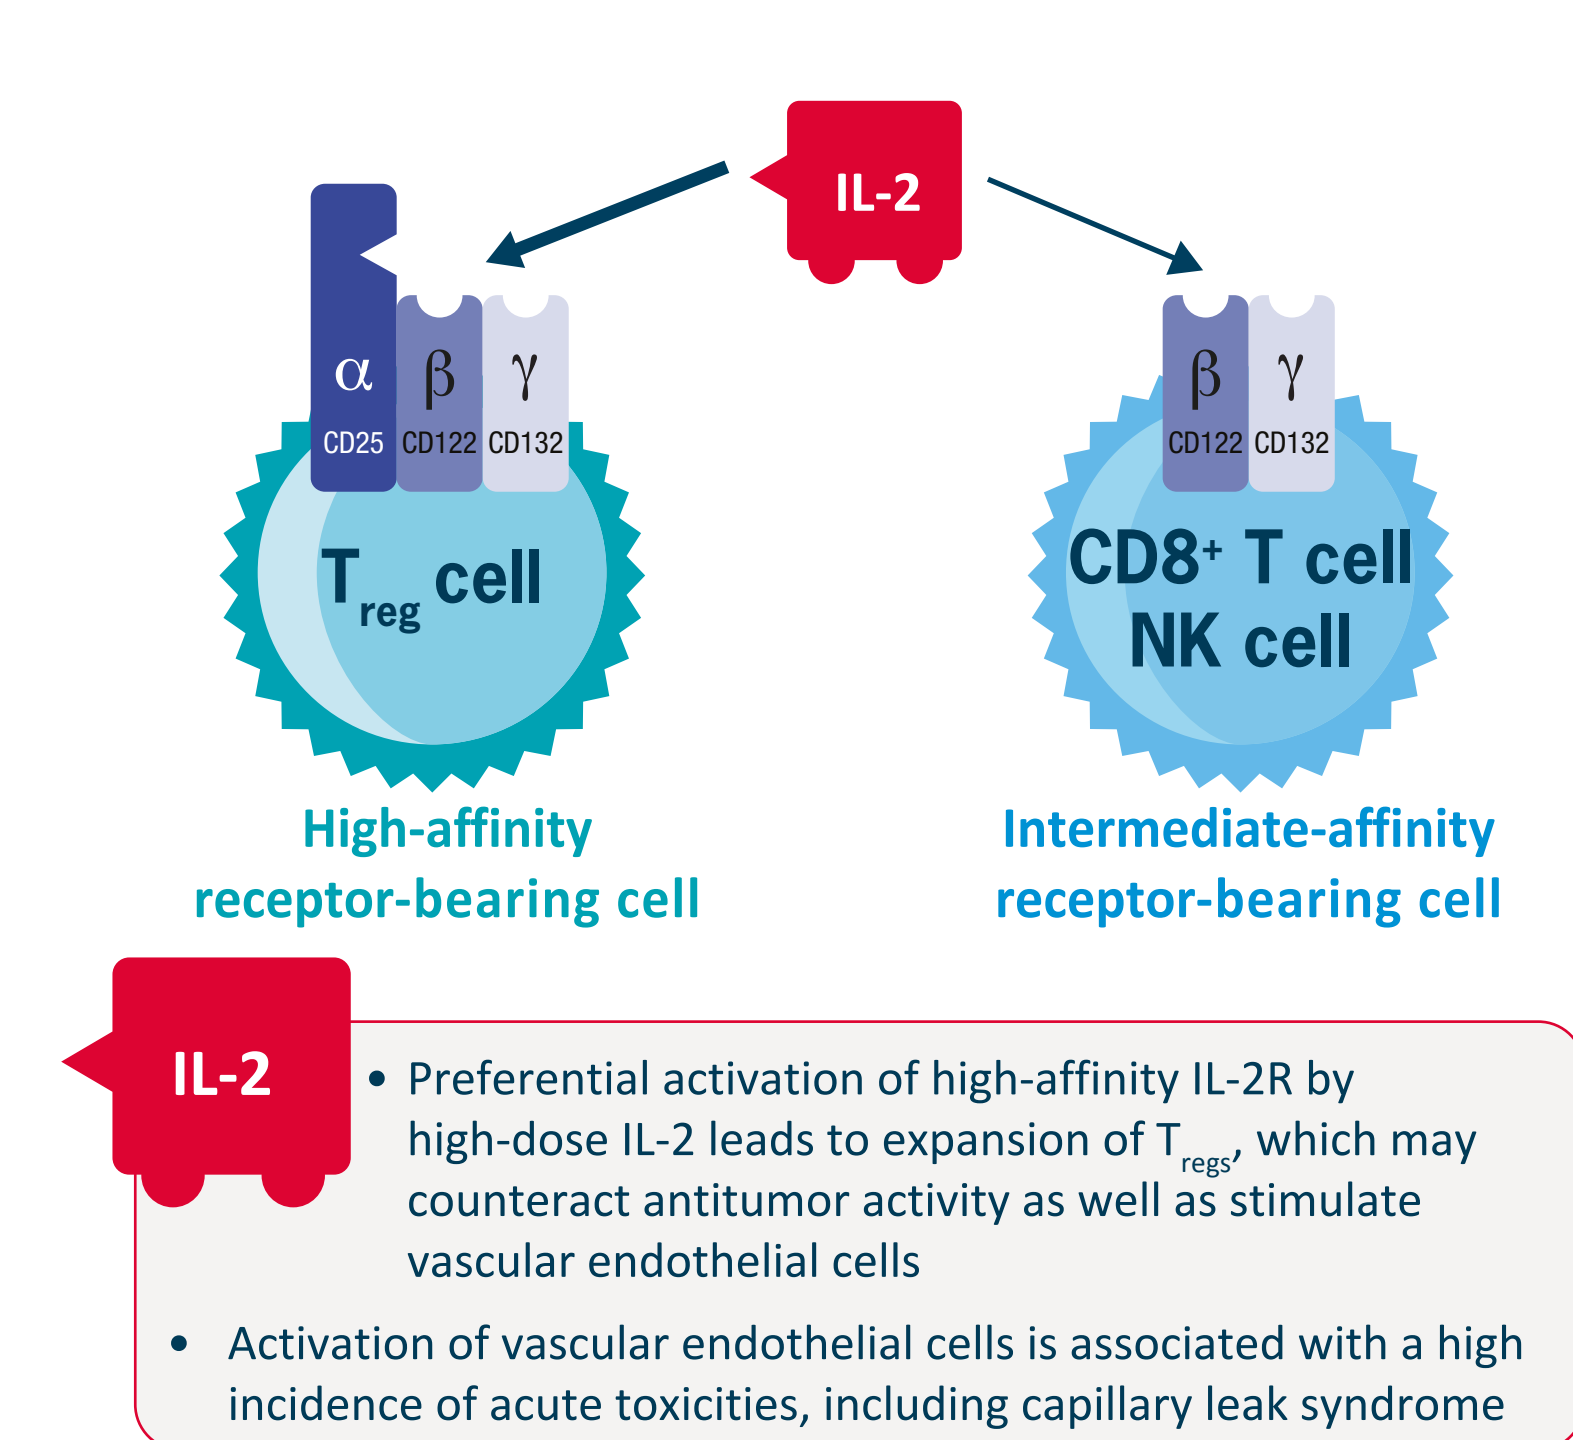 IL-2
α
β
γ
CD25
CD122
CD132
T reg cell
β
γ
CD122
CD132
CD8+ T cell
NK cell
High-affinity
receptor-bearing cell
Intermediate-affinity
receptor-bearing cell
IL-2
• Preferential activation of high-affinity IL-2R by
high-dose IL-2 leads to expansion of Tregs, which may
counteract antitumor activity as well as stimulate
vascular endothelial cells
• Activation of vascular endothelial cells is associated with a high
incidence of acute toxicities, including capillary leak syndrome